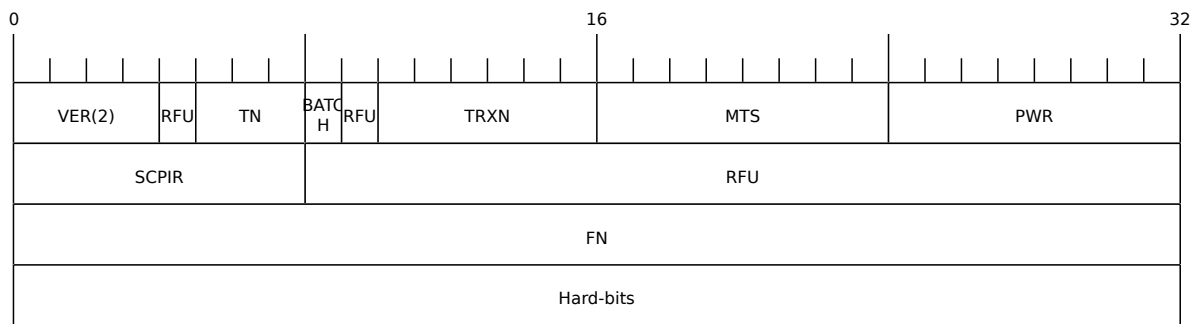 0 16 32
VER(2) RFU TN BATC RFU TRXN MTS PWR
H
SCPIR RFU
FN
Hard-bits